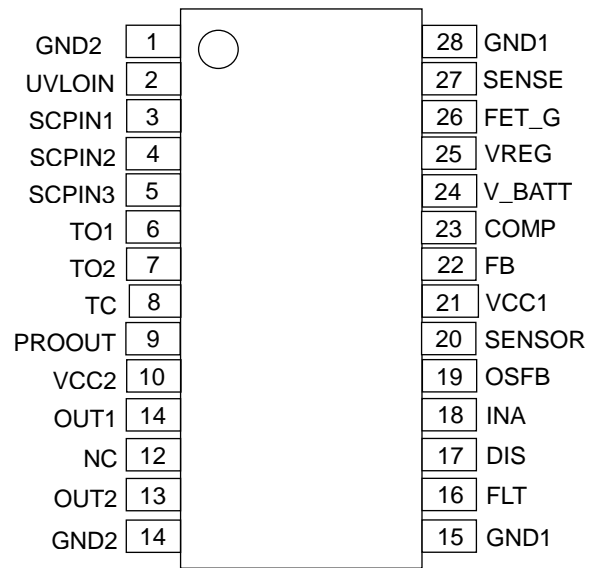 GND2 1 28 GND1
UVLOIN 2 27 SENSE
SCPIN1 3 26 FET_G
SCPIN2 4 25 VREG
SCPIN3 5 24 V_BATT
TO1 6 23 COMP
TO2 7 22 FB
TC 8 21 VCC1
PROOUT 9 20 SENSOR
VCC2 10 19 OSFB
OUT1 14 18 INA
NC 12 17 DIS
OUT2 13 16 FLT
GND2 14 15 GND1